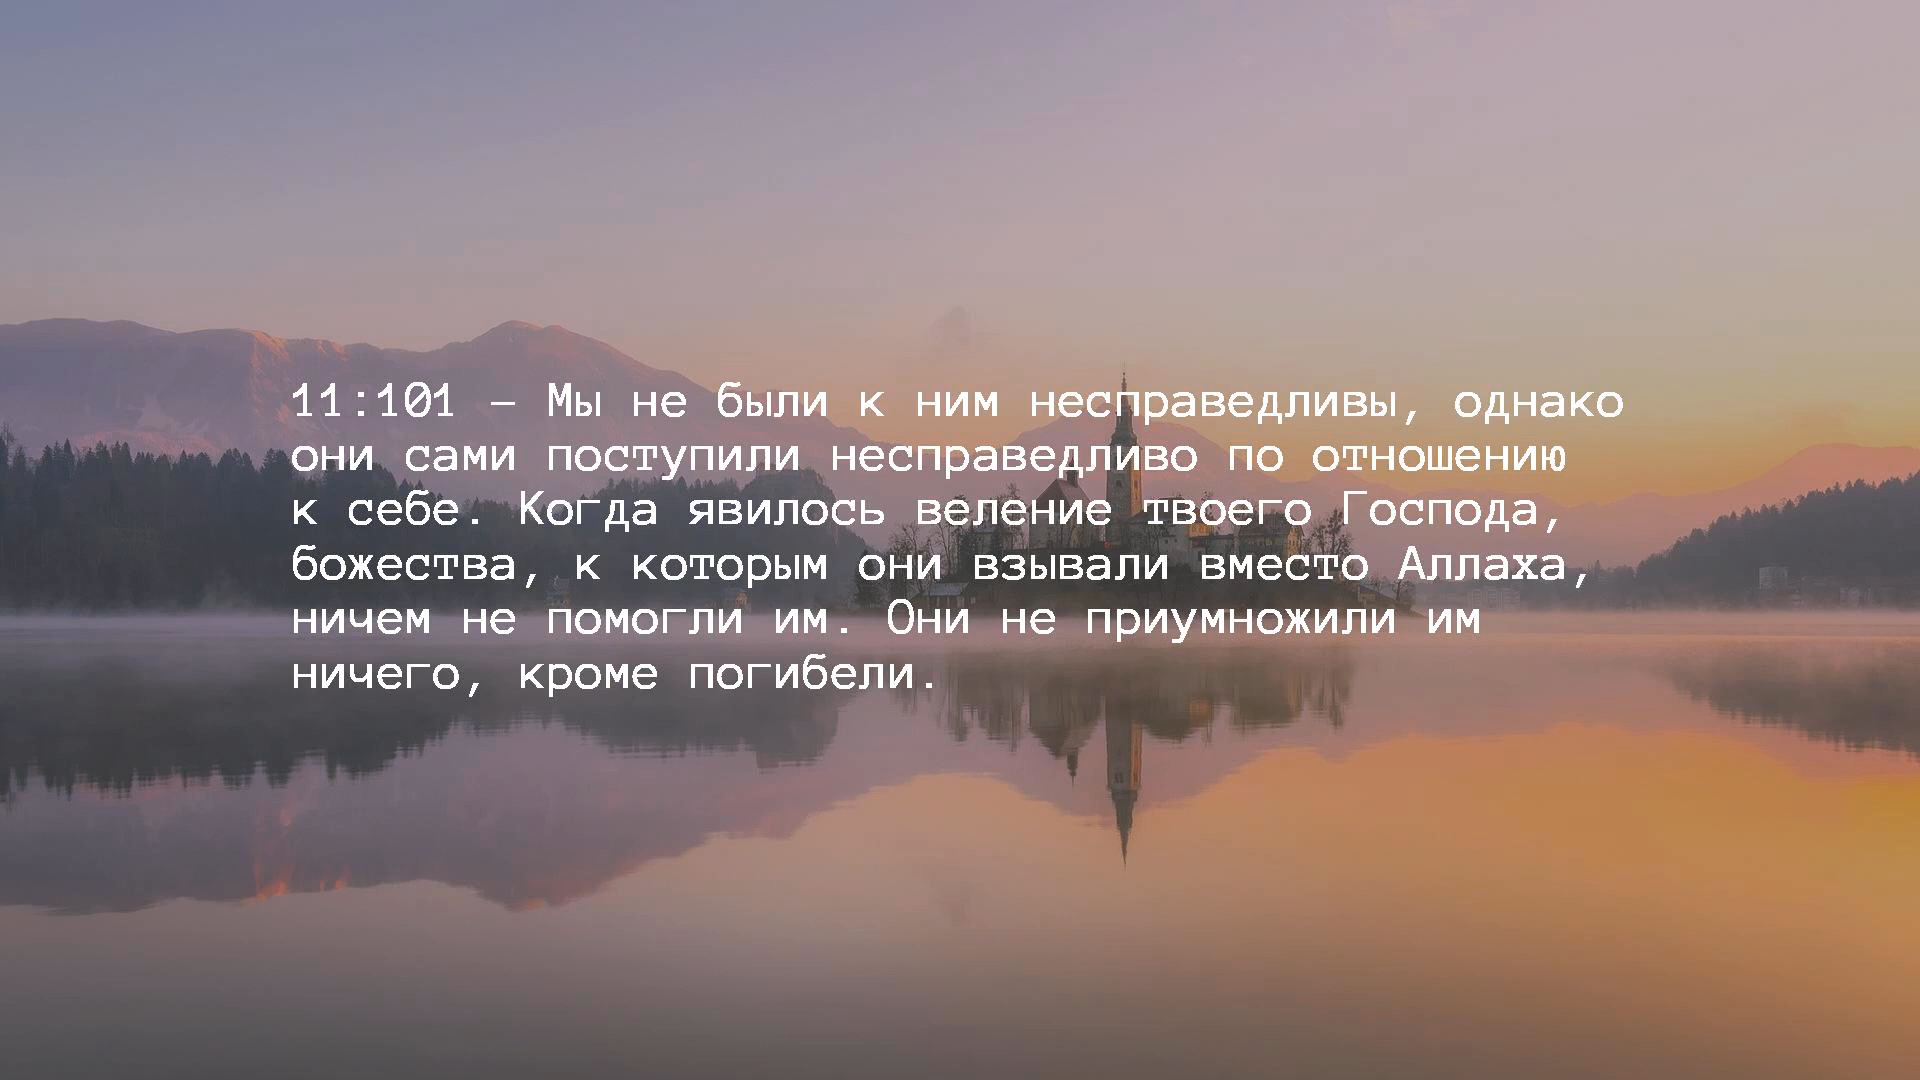 11:101 – Мы не были к ним несправедливы, однако
они сами поступили несправедливо по отношению
к себе. Когда явилось веление твоего Господа,
божества, к которым они взывали вместо Аллаха,
ничем не помогли им. Они не приумножили им
ничего, кроме погибели.